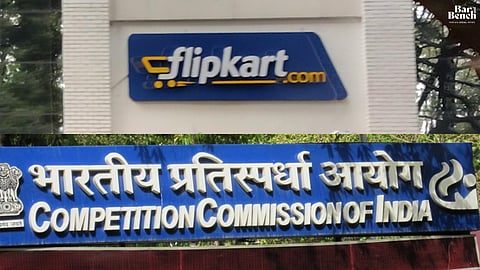 Bar&
Bench
flipkart.com
भारतीय प्रतिस्पर्धा आयोग
COMPETITION COMMISSION OF INDIA